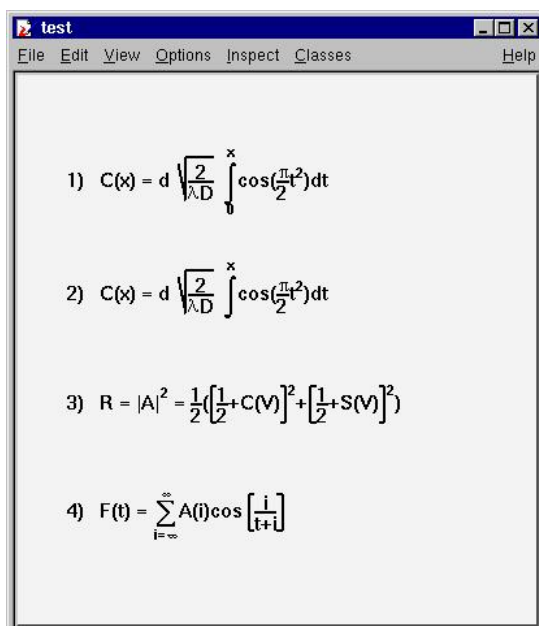 test
File Edit View Options Inspect Classes Help
1) C(x) = d √(2/λD) ∫₀ˣ cos(π/2 t²)dt
2) C(x) = d √(2/λD) ∫ˣ cos(π/2 t²)dt
3) R = |A|² = 1/2([1/2+C(V)]²+[1/2+S(V)]²)
4) F(t) = ∑_{i=∞}^{∞} A(i)cos[i/t+i]